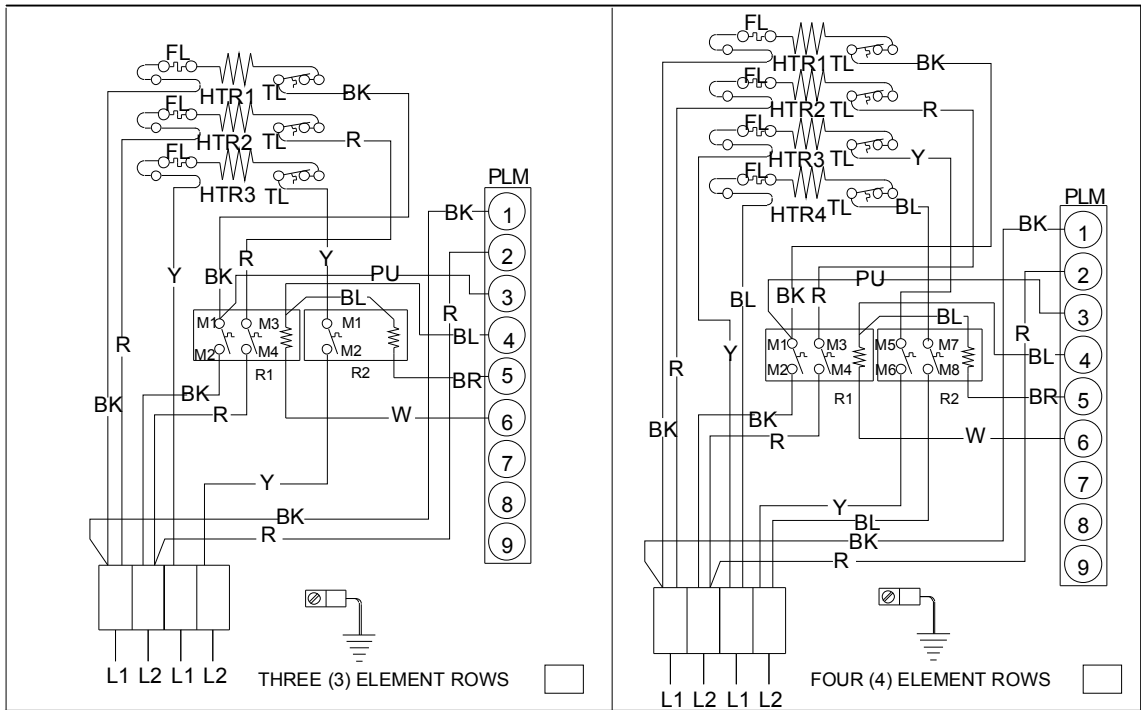 FL
HTR1 TL BK
HTR2 TL R
FL
HTR3 TL
PLM
BK 1
2
Y
R
BK
R
Y
PU 3
BL
R
M1 M3 M1
BL 4
M2 M4 M2
R1 R2
BR 5
BK
R
W 6
BK
7
Y
8
BK
R
9
L1 L2 L1 L2
THREE (3) ELEMENT ROWS
FL
HTR1 TL BK
FL
HTR2 TL R
FL
HTR3 TL Y
FL
HTR4 TL BL
PLM
BK 1
2
PU
BL
BK R
3
BL
R
M1 M3 M5 M7
Y
BL 4
R
M2 M4 M6 M8
R1 R2
BR 5
BK
R
BK
W 6
7
Y
BL
8
BK
R
9
L1 L2 L1 L2
FOUR (4) ELEMENT ROWS